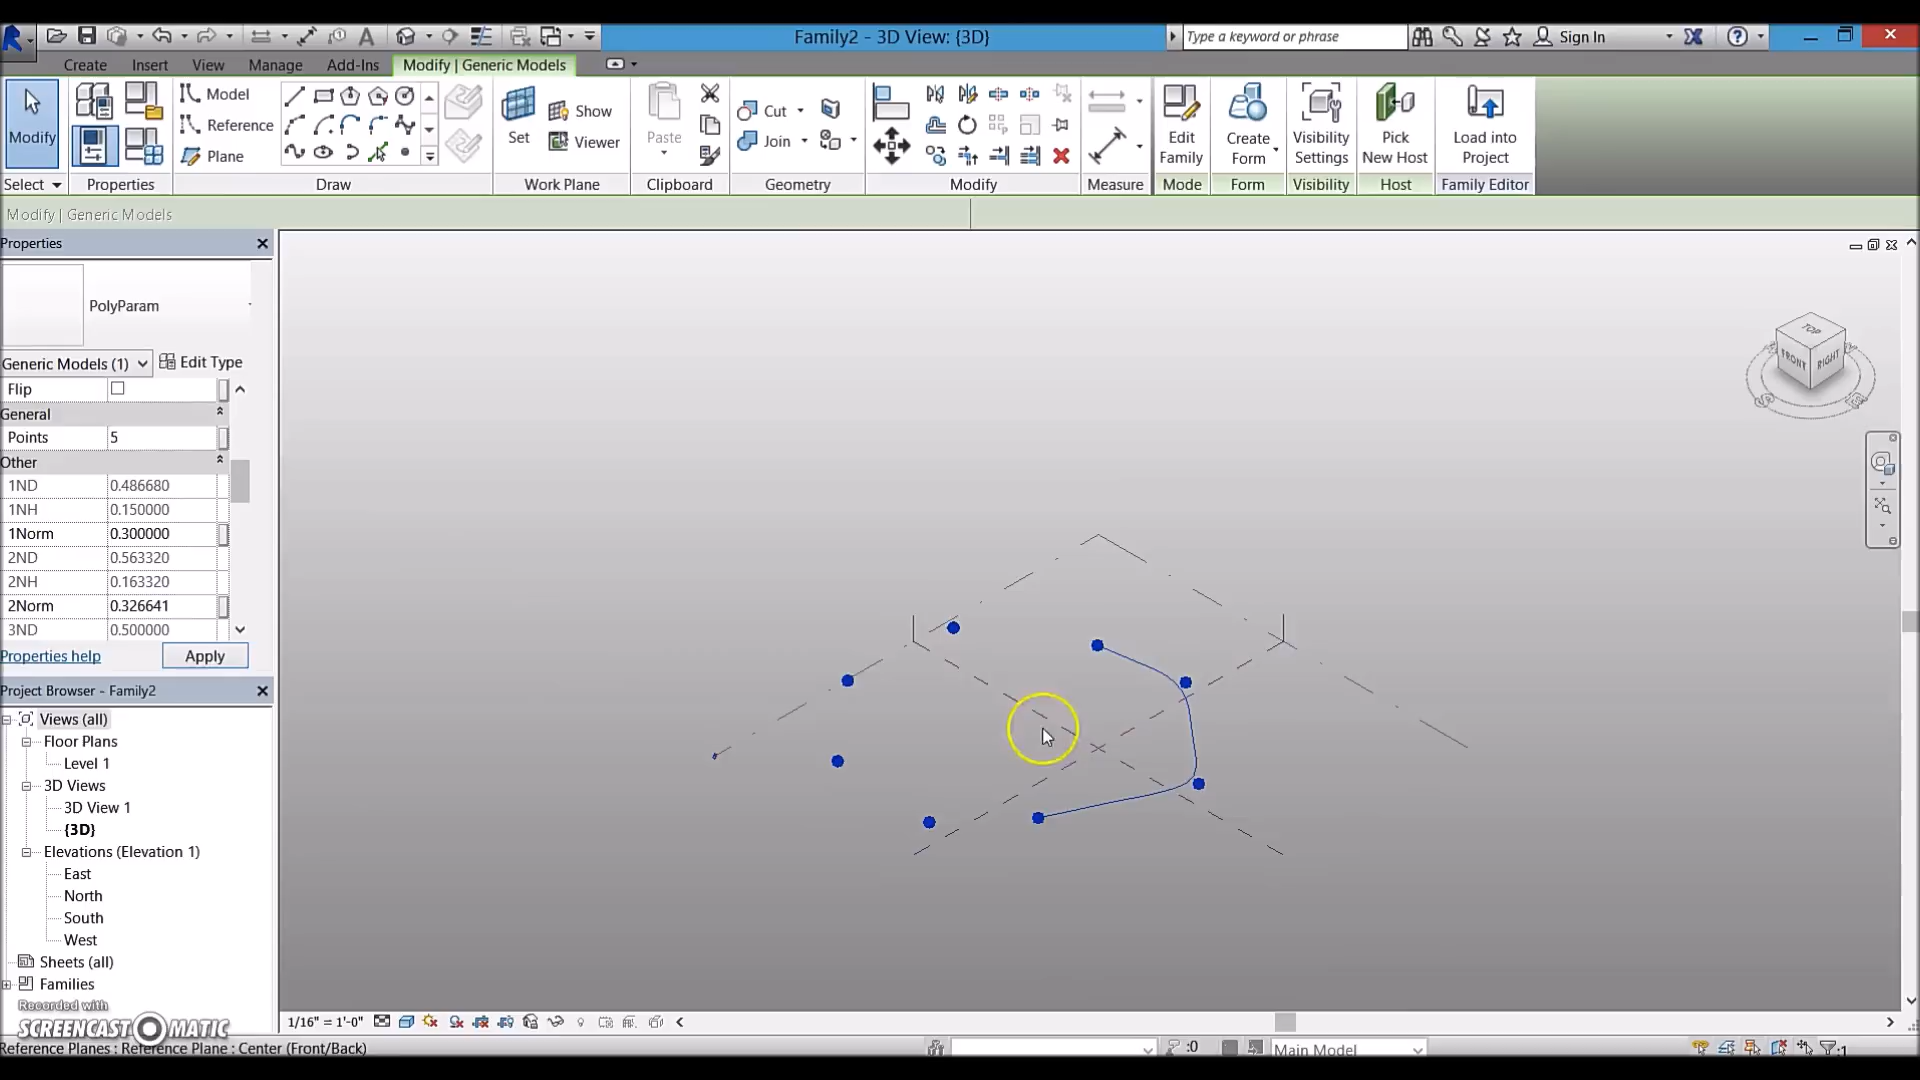 Family2 - 3D View: {3D}
Type a keyword or phrase
Sign In
Create Insert View Manage Add-Ins Modify | Generic Models
Modify
Model
Reference
Plane
Set
Show
Viewer
Paste
Cut
Join
Edit Family
Create Form
Visibility Settings
Pick New Host
Load into Project
Select Properties Draw Work Plane Clipboard Geometry Modify Measure Mode Form Visibility Host Family Editor
Modify | Generic Models
Properties
PolyParam
Generic Models (1) Edit Type
Flip
General
Points 5
Other
1ND 0.486680
1NH 0.150000
1Norm 0.300000
2ND 0.563320
2NH 0.163320
2Norm 0.326641
3ND 0.500000
Properties help Apply
Project Browser - Family2
Views (all)
Floor Plans
Level 1
3D Views
3D View 1
{3D}
Elevations (Elevation 1)
East
North
South
West
Sheets (all)
Families
Recorded with
SCREENCAST MATIC
TOP
FRONT
RIGHT
1/16" = 1'-0"
Reference Planes : Reference Plane : Center (Front/Back)
:0
Main Model
:1